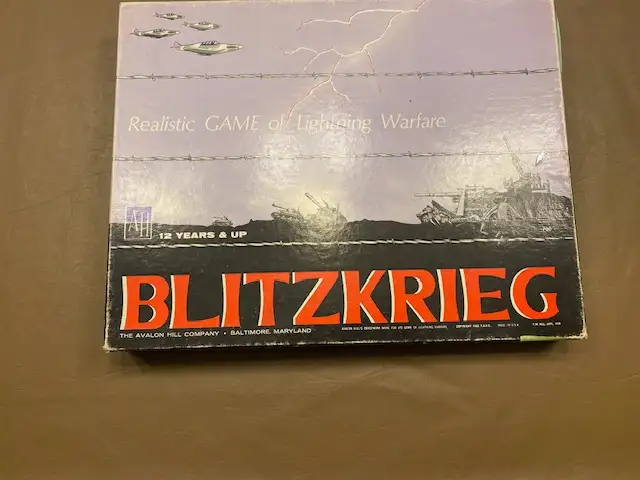 Realistic GAME of Lightning Warfare
AH
12 YEARS & UP
BLITZKRIEG
THE AVALON HILL COMPANY • BALTIMORE, MARYLAND